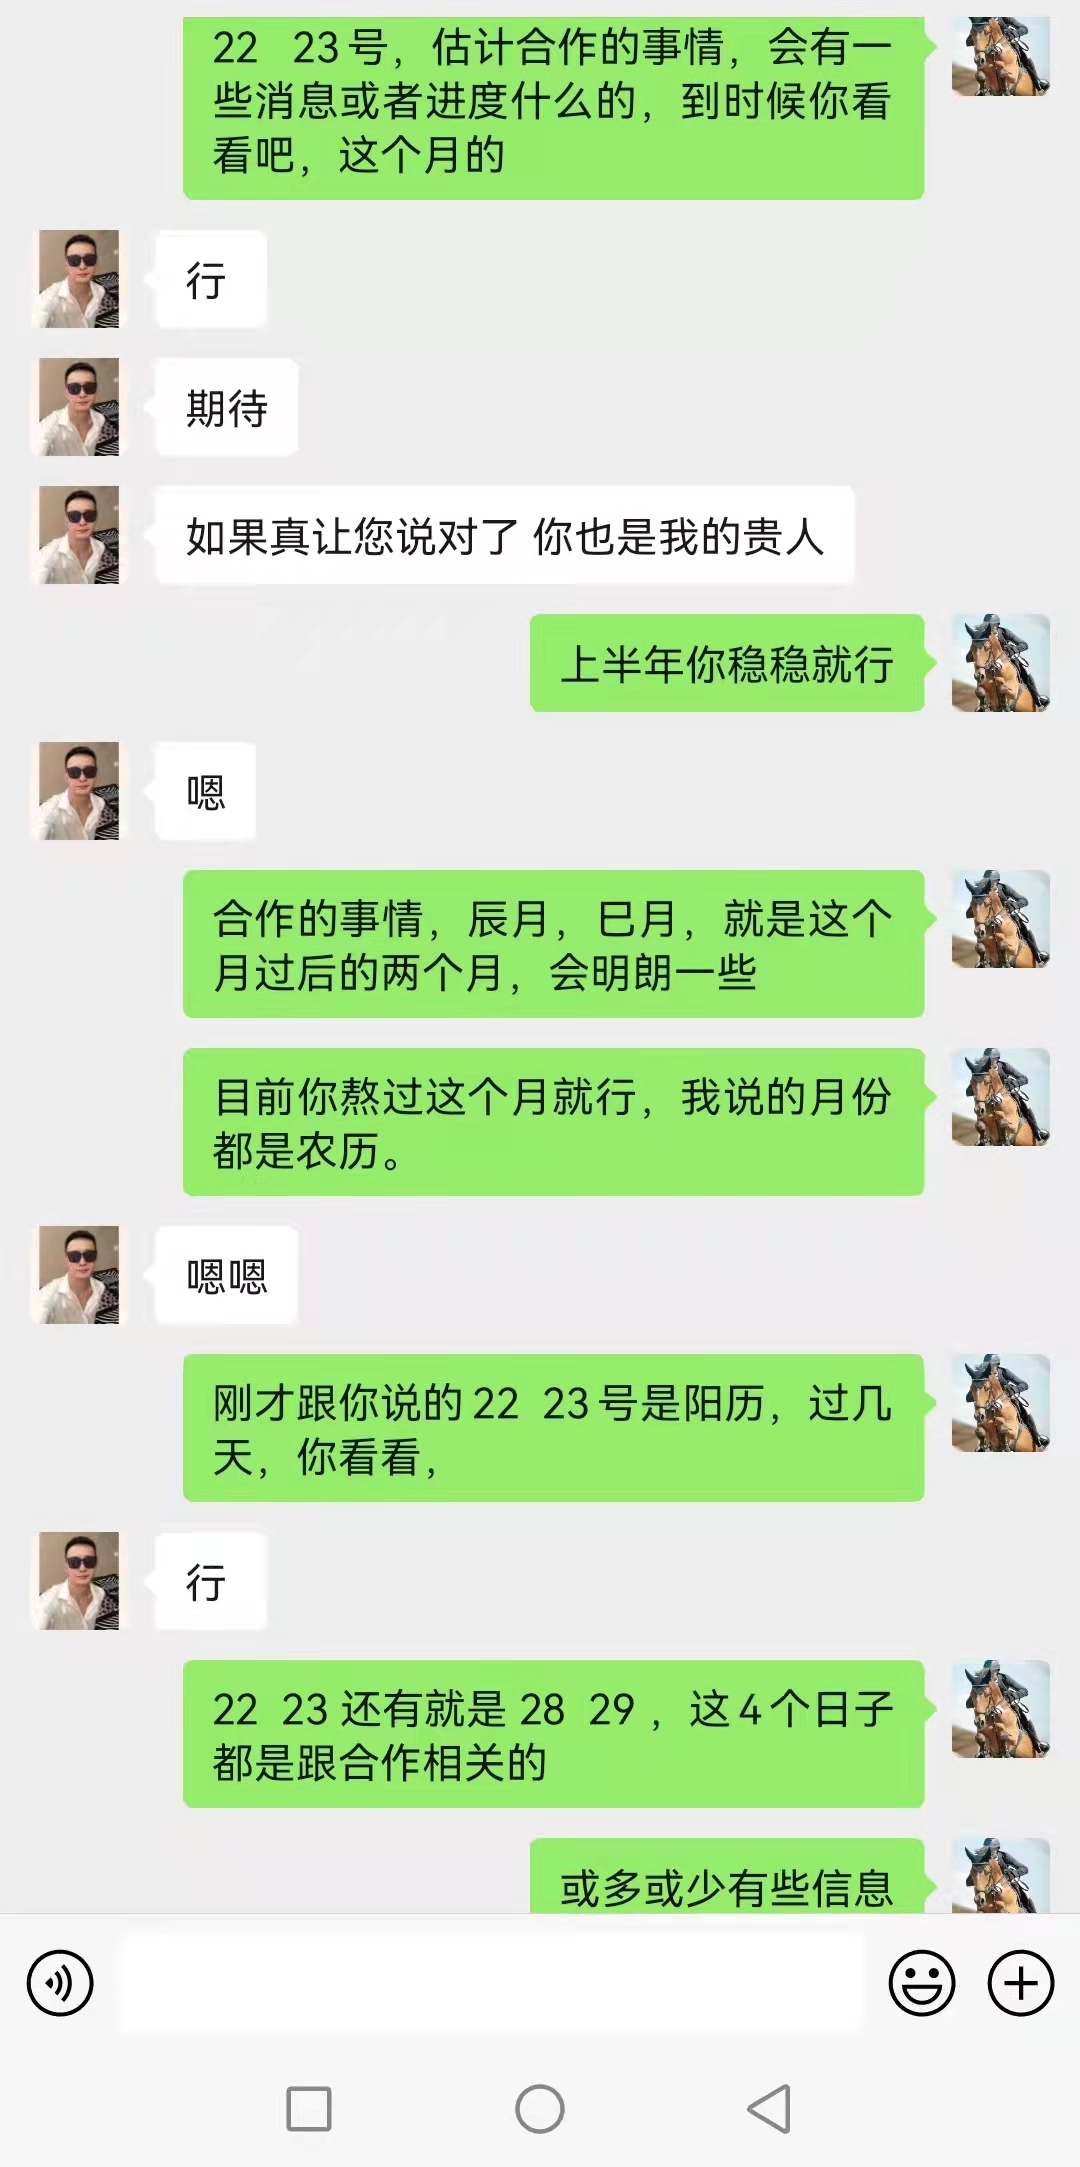 22 23号，估计合作的事情，会有一
些消息或者进度什么的，到时候你看
看吧，这个月的
行
期待
如果真让您说对了 你也是我的贵人
上半年你稳稳就行
嗯
合作的事情，辰月，巳月，就是这个
月过后的两个月，会明朗一些
目前你熬过这个月就行，我说的月份
都是农历。
嗯嗯
刚才跟你说的22 23号是阳历，过几
天，你看看，
行
22 23 还有就是 28 29 ，这4个日子
都是跟合作相关的
或多或少有些信息